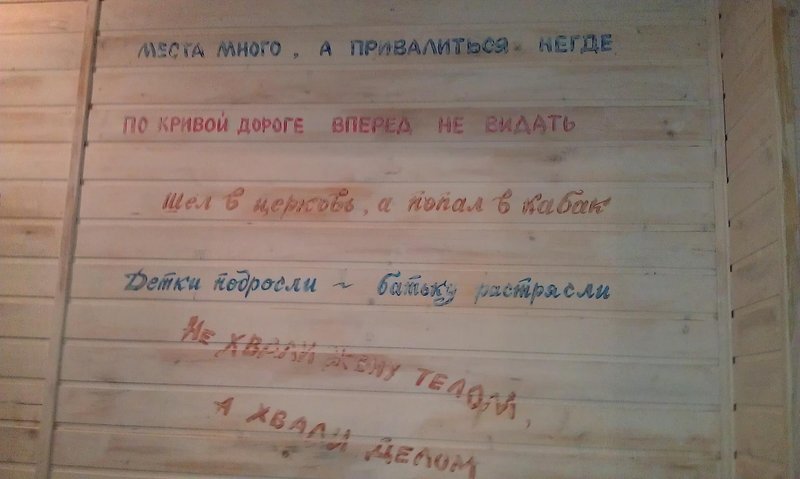 МЕСТА МНОГО, А ПРИВАЛИТЬСЯ НЕГДЕ
ПО КРИВОЙ ДОРОГЕ ВПЕРЕД НЕ ВИДАТЬ
Шел в церковь, а попал в кабак
Детки подросли ~ батьку растрясли
НЕ ХВАЛИ ЖЕНУ ТЕЛОМ,
А ХВАЛИ ДЕЛОМ